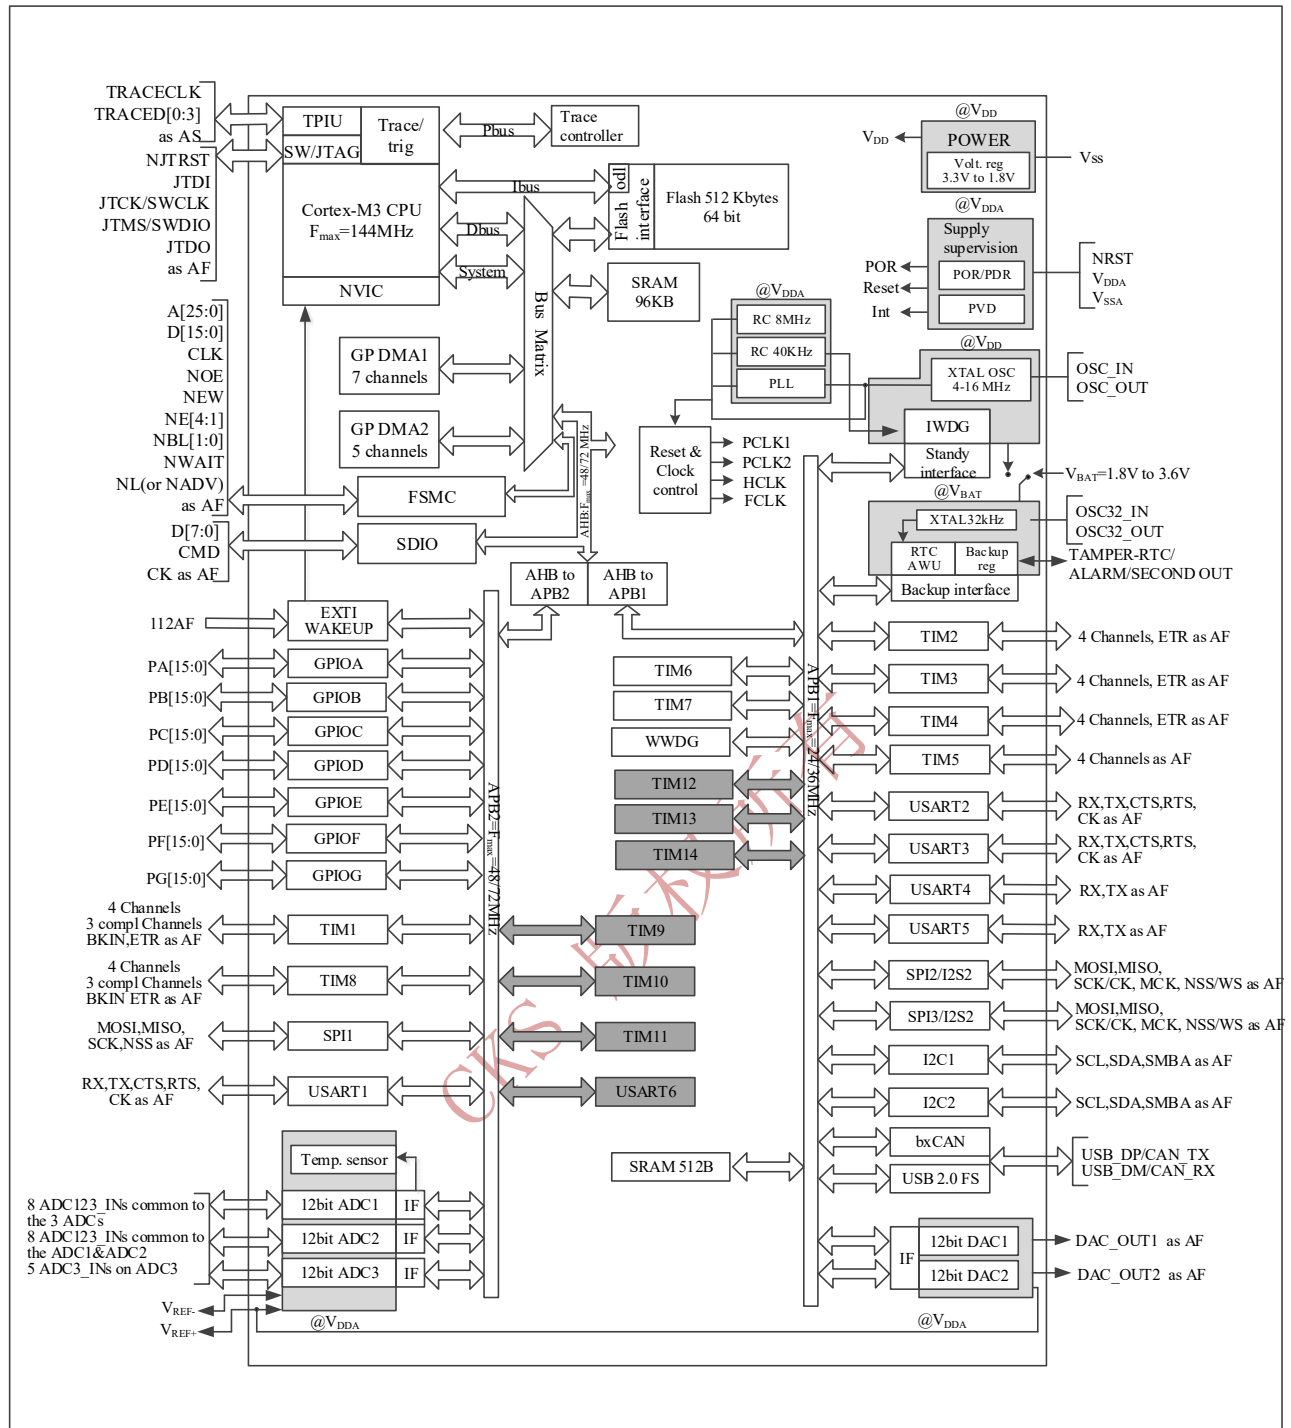 TRACECLK
TRACED[0:3]
as AS
NJTRST
JTDI
JTCK/SWCLK
JTMS/SWDIO
JTDO
as AF
TPIU
Trace/
trig
SW/JTAG
Cortex-M3 CPU
Fmax=144MHz
NVIC
Pbus
Trace
controller
Ibus
Dbus
System
odl
Flash
interface
Flash 512 Kbytes
64 bit
SRAM
96KB
Bus Matrix
GP DMA1
7 channels
GP DMA2
5 channels
@VDD
VDD
POWER
Volt. reg
3.3V to 1.8V
Vss
@VDDA
Supply
supervision
POR/PDR
PVD
POR
Reset
Int
NRST
VDDA
VSSA
@VDDA
RC 8MHz
RC 40KHz
PLL
@VDD
XTAL OSC
4-16 MHz
IWDG
Standy
interface
OSC_IN
OSC_OUT
Reset &
Clock
control
PCLK1
PCLK2
HCLK
FCLK
VBAT=1.8V to 3.6V
@VBAT
XTAL32kHz
RTC
AWU
Backup
reg
Backup interface
OSC32_IN
OSC32_OUT
TAMPER-RTC/
ALARM/SECOND OUT
A[25:0]
D[15:0]
CLK
NOE
NEW
NE[4:1]
NBL[1:0]
NWAIT
NL(or NADV)
as AF
FSMC
D[7:0]
CMD
CK as AF
SDIO
AHB:Fmax=48/72 MHz
AHB to
APB2
AHB to
APB1
112AF
EXTI
WAKEUP
PA[15:0]
GPIOA
PB[15:0]
GPIOB
PC[15:0]
GPIOC
PD[15:0]
GPIOD
PE[15:0]
GPIOE
PF[15:0]
GPIOF
PG[15:0]
GPIOG
4 Channels
3 compl Channels
BKIN,ETR as AF
TIM1
4 Channels
3 compl Channels
BKIN ETR as AF
TIM8
MOSI,MISO,
SCK,NSS as AF
SPI1
RX,TX,CTS,RTS,
CK as AF
USART1
APB2=Fmax=48/72MHz
TIM9
TIM10
TIM11
USART6
TIM6
TIM7
WWDG
TIM12
TIM13
TIM14
SRAM 512B
APB1=Fmax=24/36MHz
TIM2
4 Channels, ETR as AF
TIM3
4 Channels, ETR as AF
TIM4
4 Channels, ETR as AF
TIM5
4 Channels as AF
USART2
RX,TX,CTS,RTS,
CK as AF
USART3
RX,TX,CTS,RTS,
CK as AF
USART4
RX,TX as AF
USART5
RX,TX as AF
SPI2/I2S2
MOSI,MISO,
SCK/CK, MCK, NSS/WS as AF
SPI3/I2S2
MOSI,MISO,
SCK/CK, MCK, NSS/WS as AF
I2C1
SCL,SDA,SMBA as AF
I2C2
SCL,SDA,SMBA as AF
bxCAN
USB 2.0 FS
USB_DP/CAN_TX
USB_DM/CAN_RX
IF
12bit DAC1
12bit DAC2
DAC_OUT1 as AF
DAC_OUT2 as AF
@VDDA
Temp. sensor
12bit ADC1
IF
12bit ADC2
IF
12bit ADC3
IF
8 ADC123_INs common to
the 3 ADCs
8 ADC123_INs common to
the ADC1&ADC2
5 ADC3_INs on ADC3
VREF-
VREF+
@VDDA
CKS 版权所有